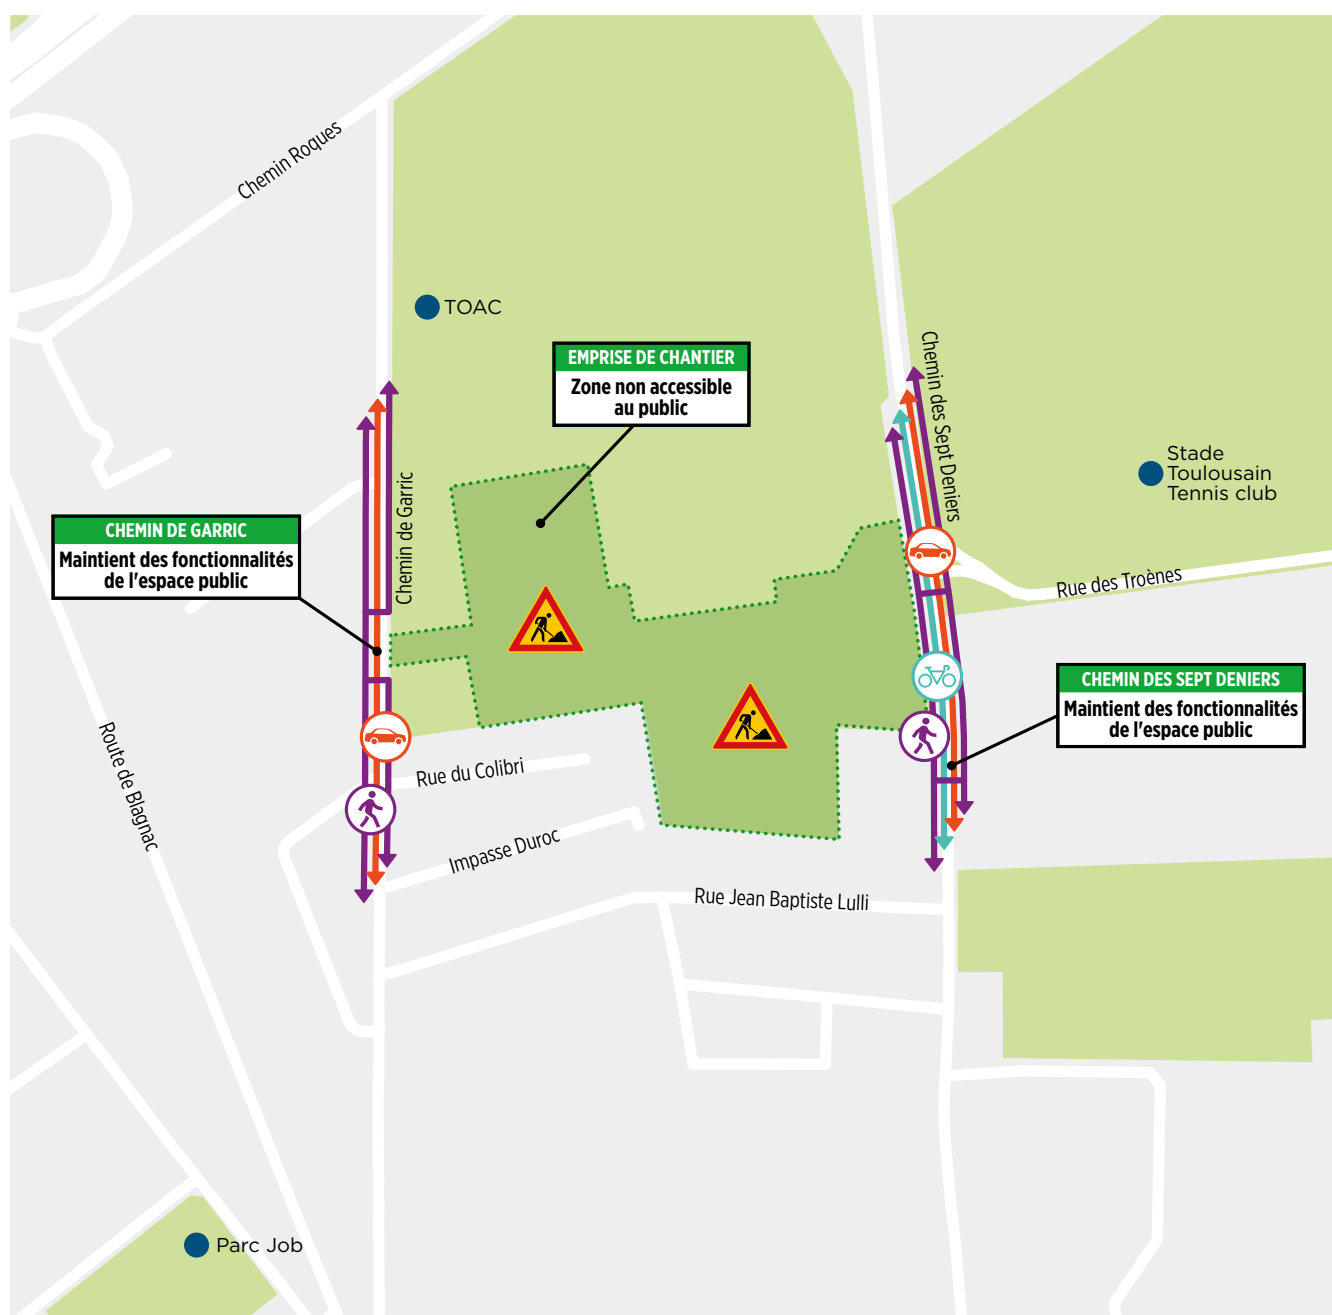 Chemin Roques
TOAC
EMPRISE DE CHANTIER
Zone non accessible
au public
Chemin des Sept Deniers
Stade
Toulousain
Tennis club
Chemin de Garric
CHEMIN DE GARRIC
Maintient des fonctionnalités
de l'espace public
Rue des Troènes
CHEMIN DES SEPT DENIERS
Maintient des fonctionnalités
de l'espace public
Route de Blagnac
Rue du Colibri
Impasse Duroc
Rue Jean Baptiste Lulli
Parc Job